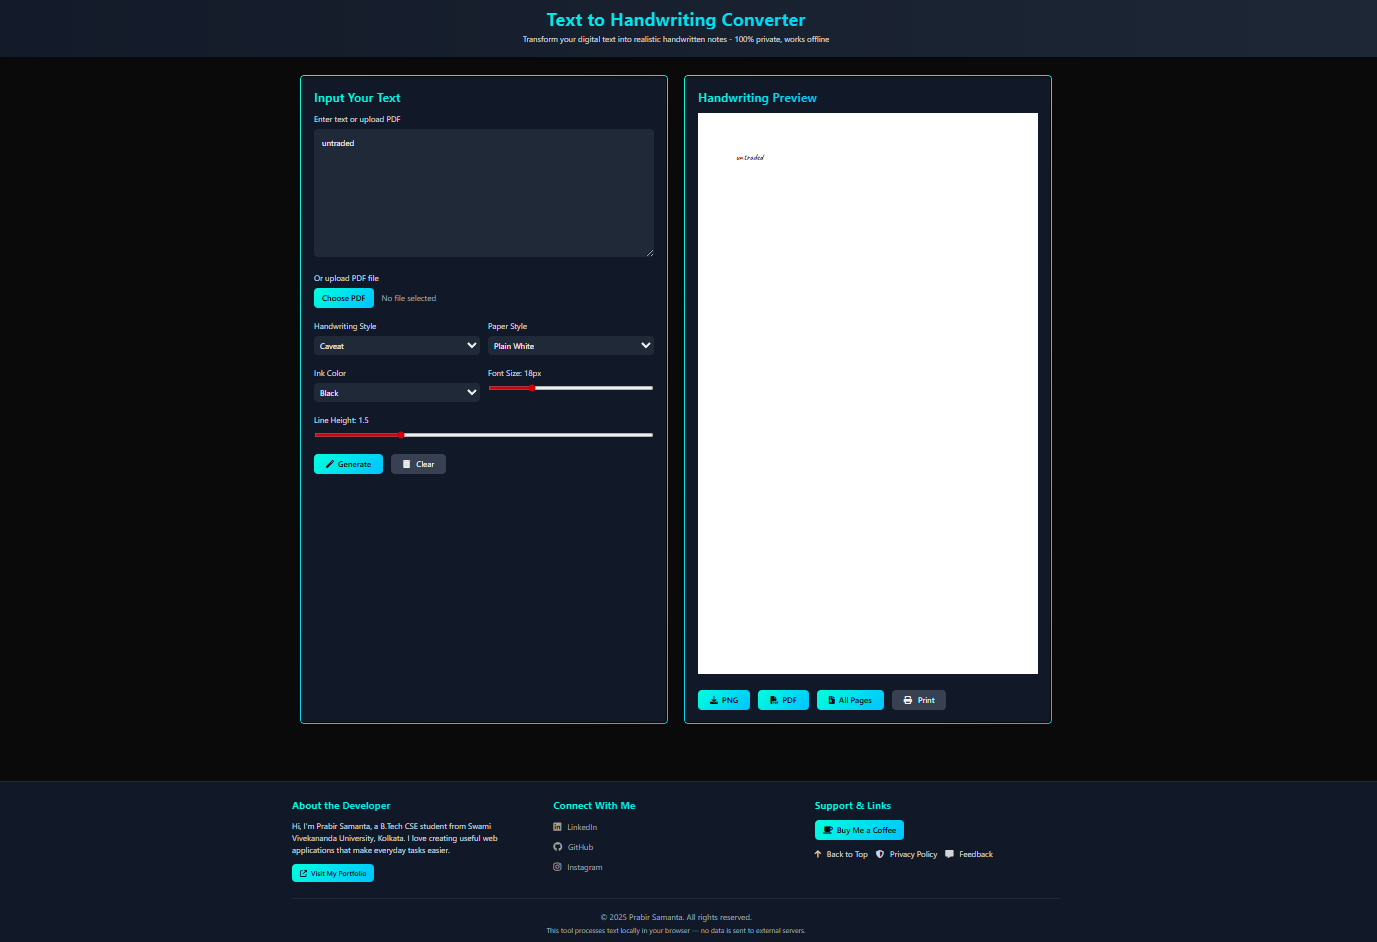 Text to Handwriting Converter
Transform your digital text into realistic handwritten notes - 100% private, works offline
Input Your Text
Enter text or upload PDF
untraded
Or upload PDF file
Choose PDF No file selected
Handwriting Style Paper Style
Caveat Plain White
Ink Color Font Size: 18px
Black
Line Height: 1.5
Generate Clear
Handwriting Preview
untraded
PNG PDF All Pages Print
About the Developer
Hi, I'm Prabir Samanta, a B.Tech CSE student from Swami
Vivekananda University, Kolkata. I love creating useful web
applications that make everyday tasks easier.
Visit My Portfolio
Connect With Me
LinkedIn
GitHub
Instagram
Support & Links
Buy Me a Coffee
Back to Top Privacy Policy Feedback
© 2025 Prabir Samanta. All rights reserved.
This tool processes text locally in your browser — no data is sent to external servers.